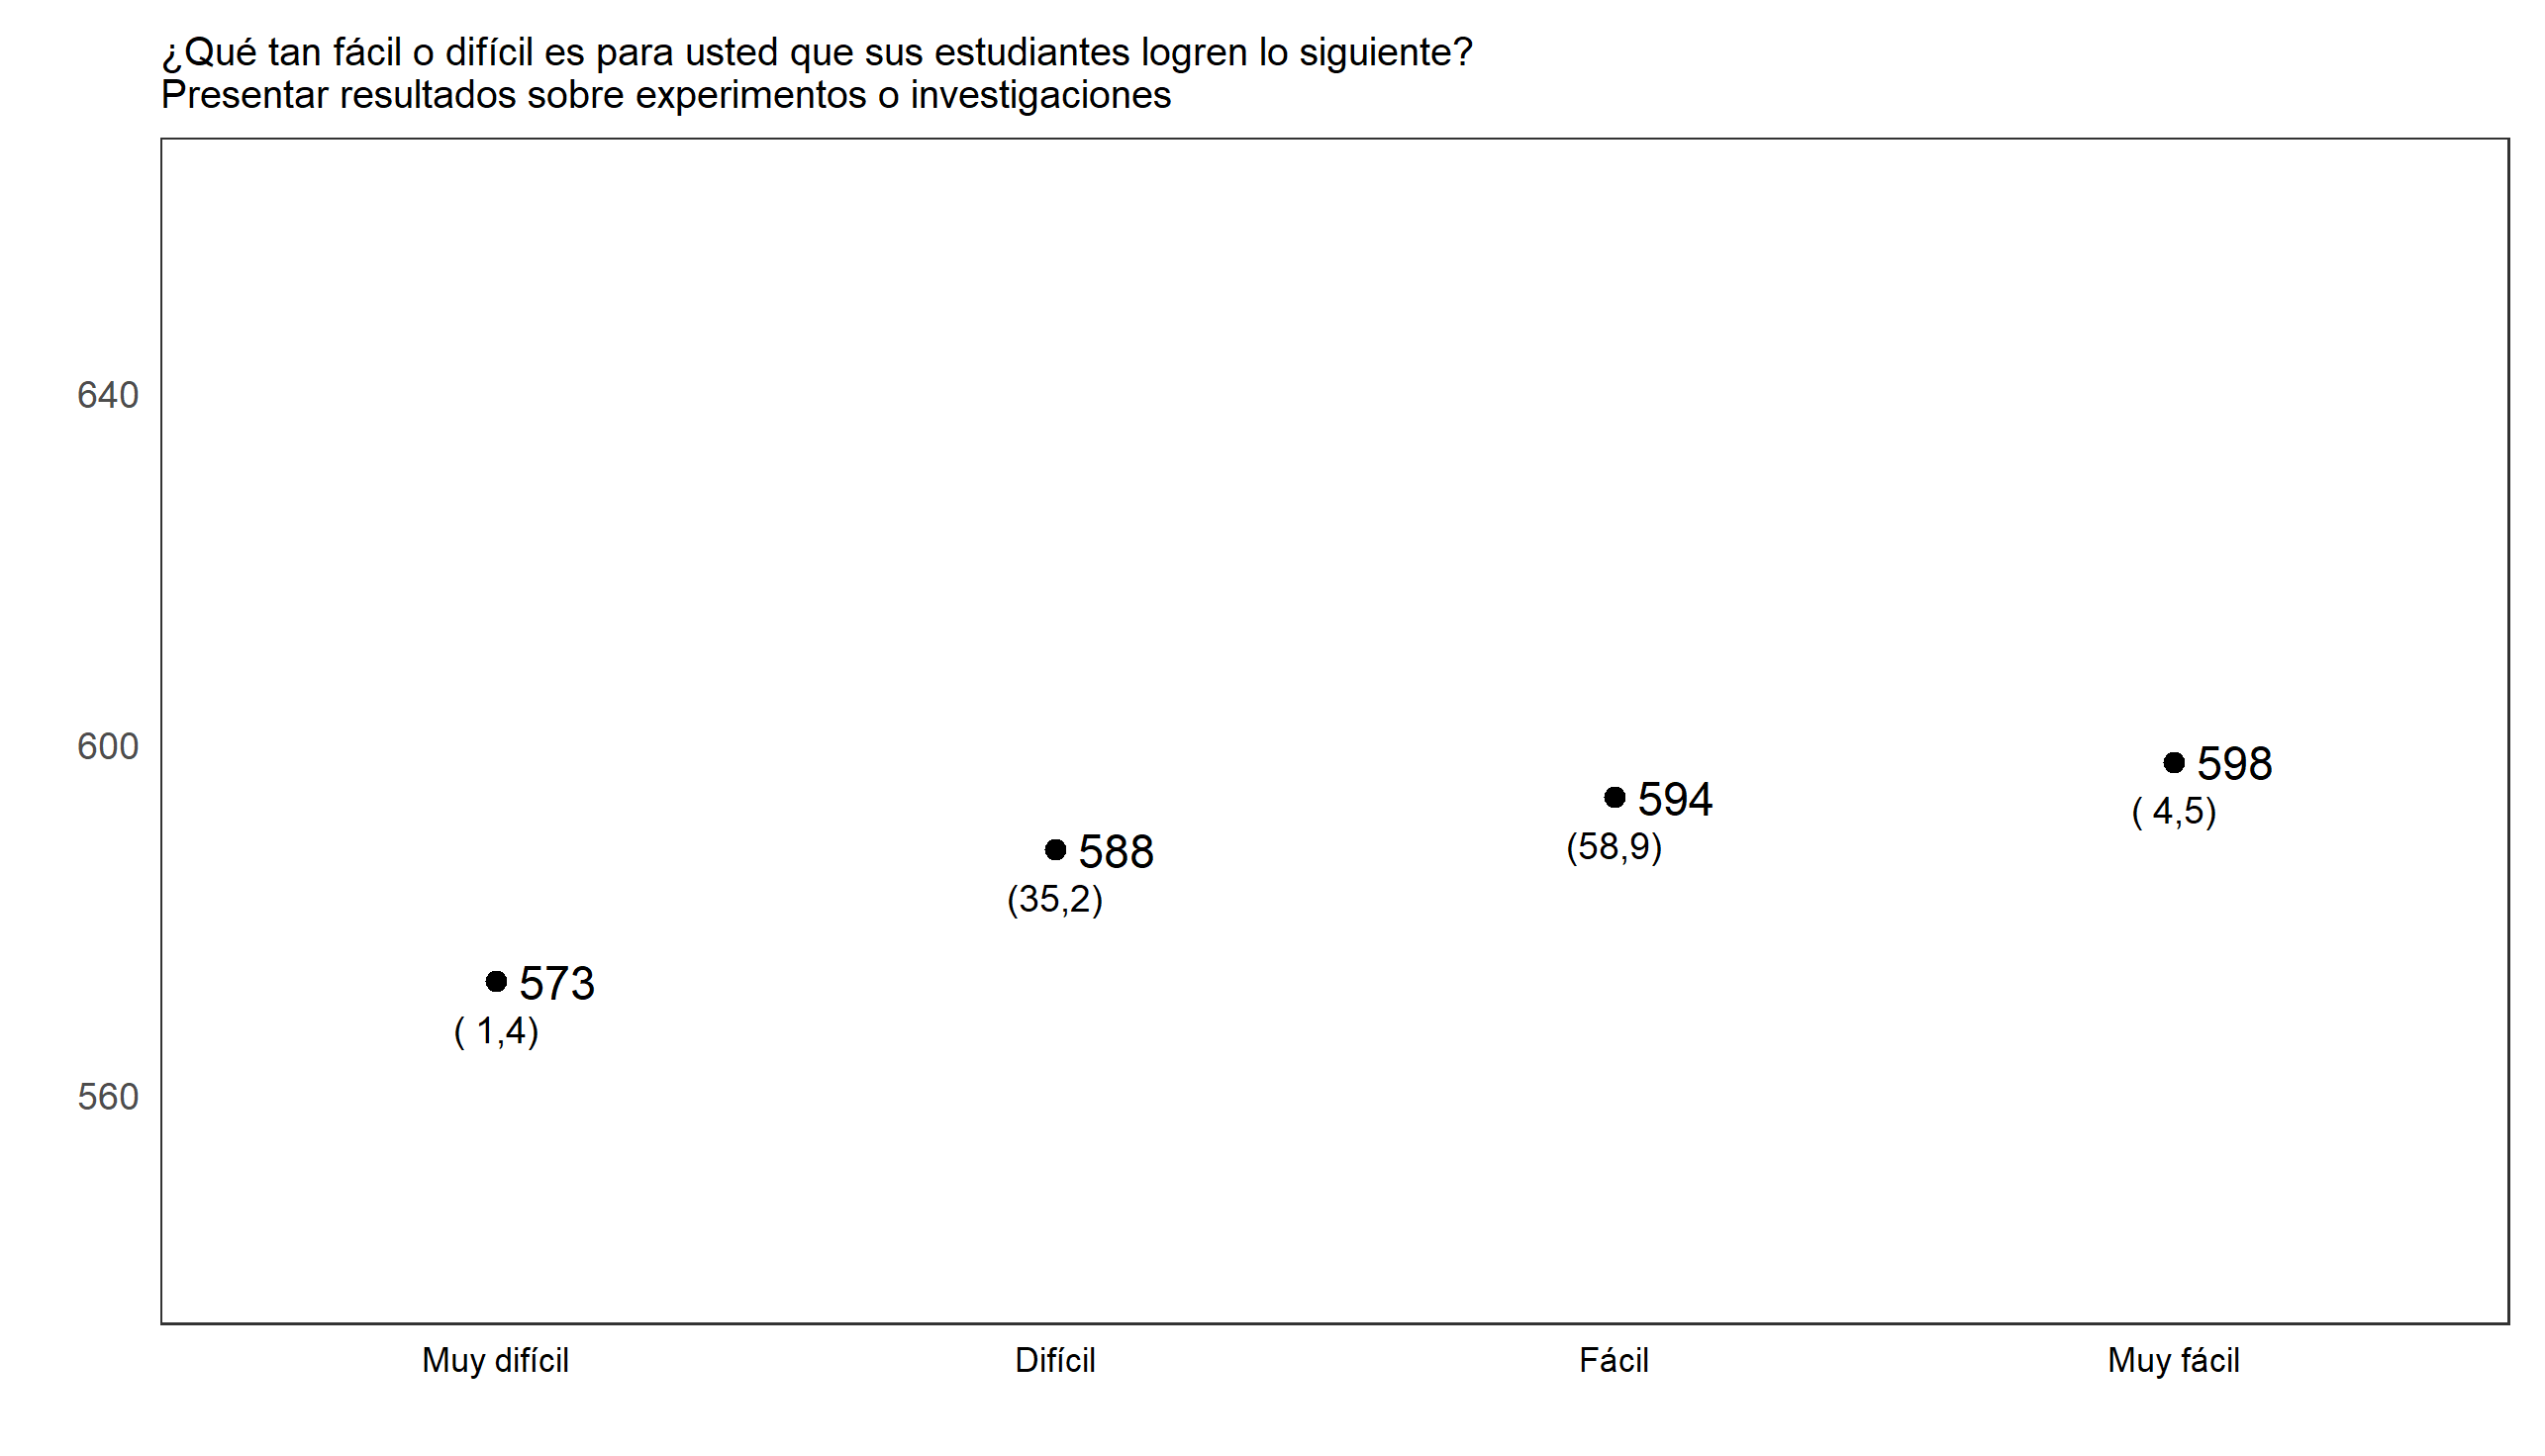 ¿Qué tan fácil o difícil es para usted que sus estudiantes logren lo siguiente?
Presentar resultados sobre experimentos o investigaciones
640
600
598
( 4,5)
594
(58,9)
588
(35,2)
573
( 1,4)
560
Muy difícil
Difícil
Fácil
Muy fácil